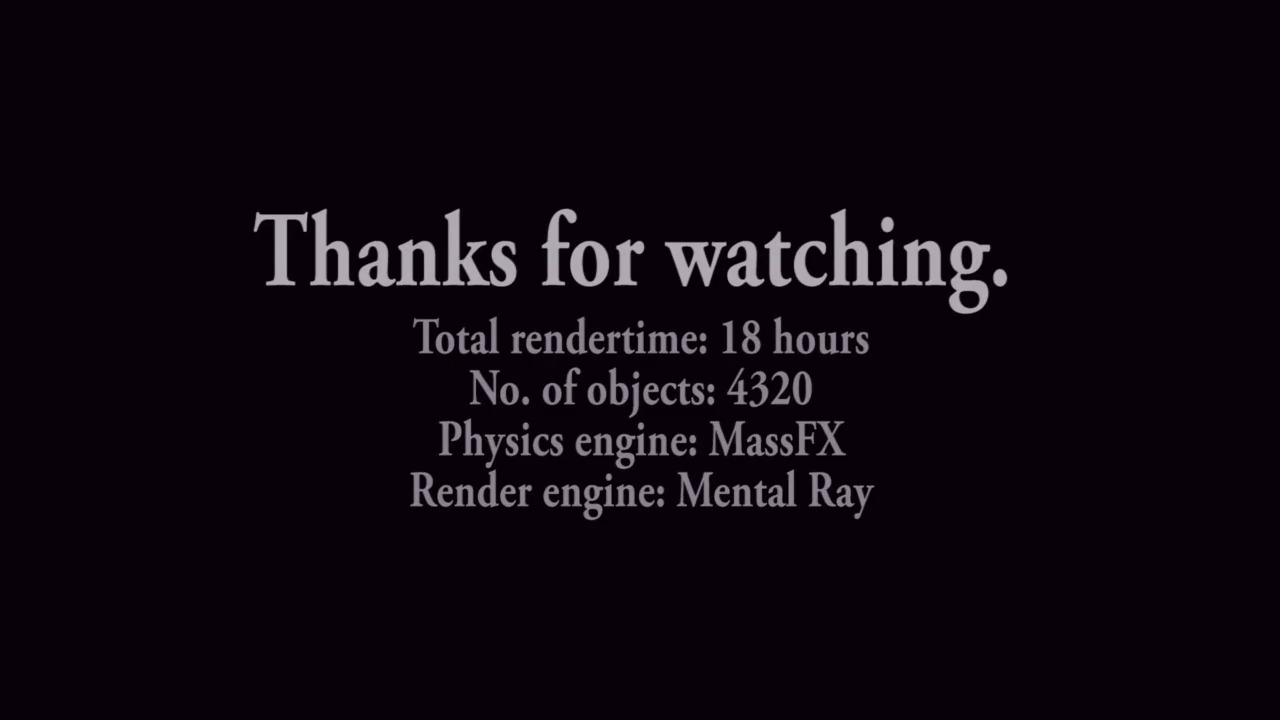 Thanks for watching.
Total rendertime: 18 hours
No. of objects: 4320
Physics engine: MassFX
Render engine: Mental Ray